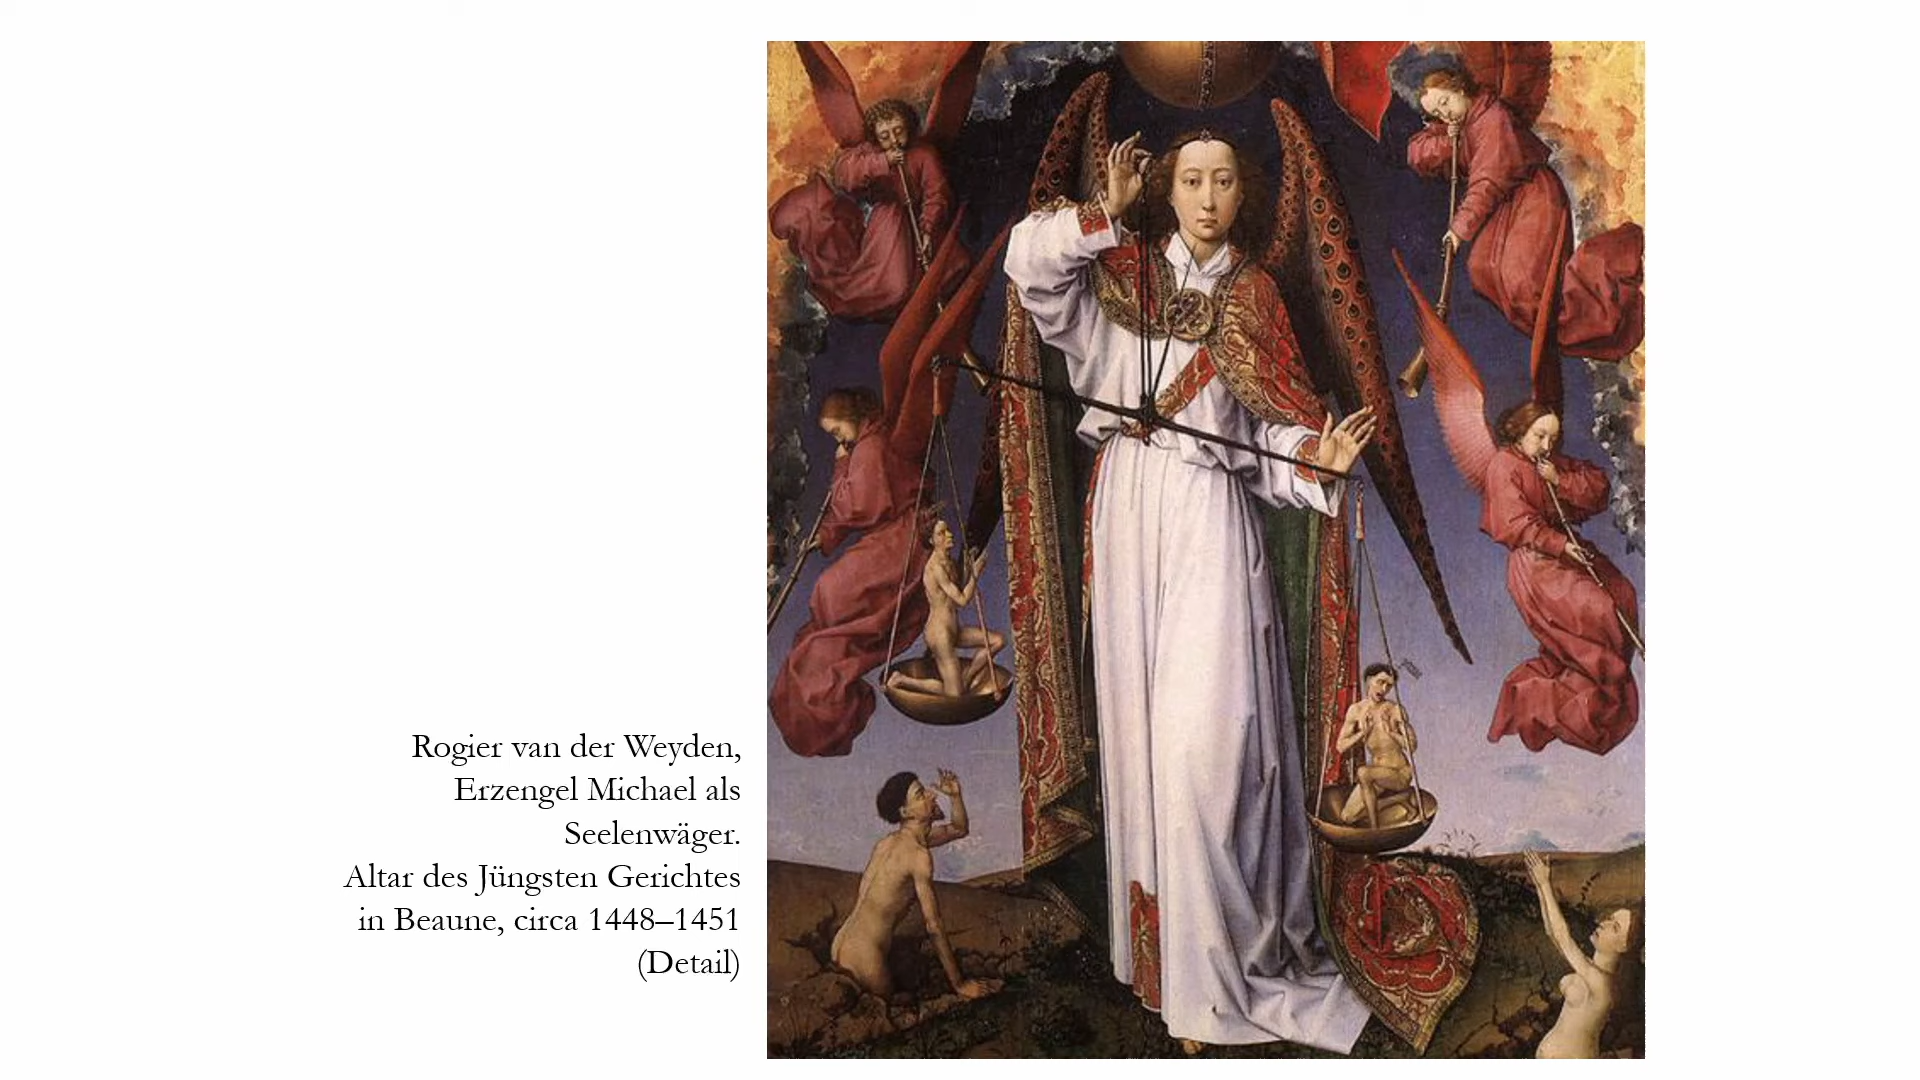 Rogier van der Weyden,
Erzengel Michael als
Seelenwäger.
Altar des Jüngsten Gerichtes
in Beaune, circa 1448–1451
(Detail)